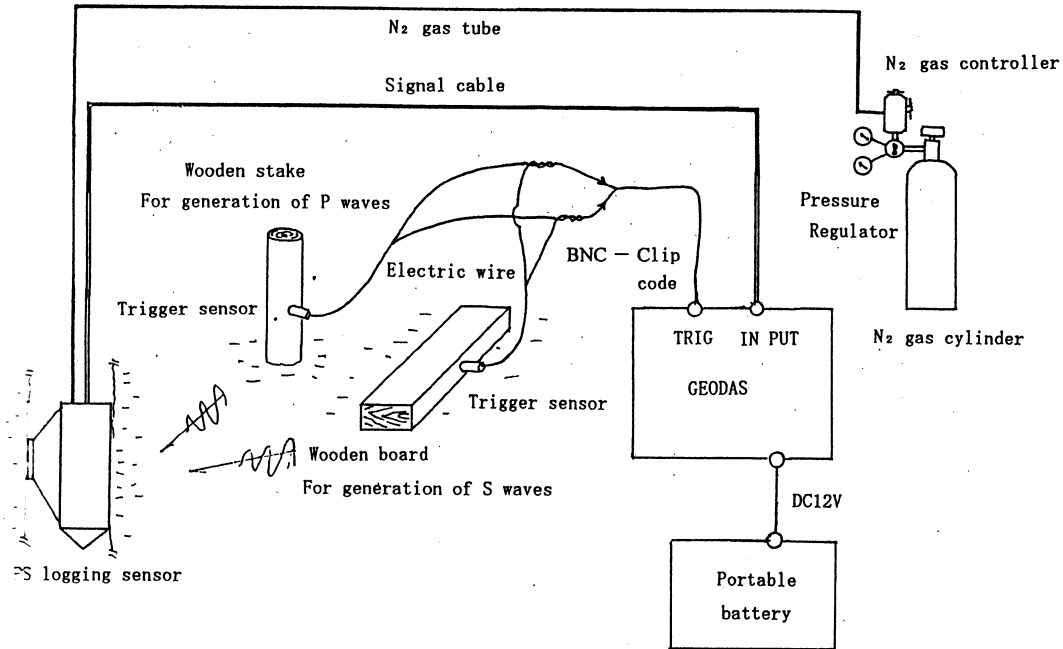 N₂ gas tube
N₂ gas controller
Signal cable
Wooden stake
For generation of P waves
Pressure
Regulator
BNC — Clip
code
Electric wire
Trigger sensor
TRIG
IN PUT
N₂ gas cylinder
GEODAS
Trigger sensor
Wooden board
For generation of S waves
DC12V
PS logging sensor
Portable
battery